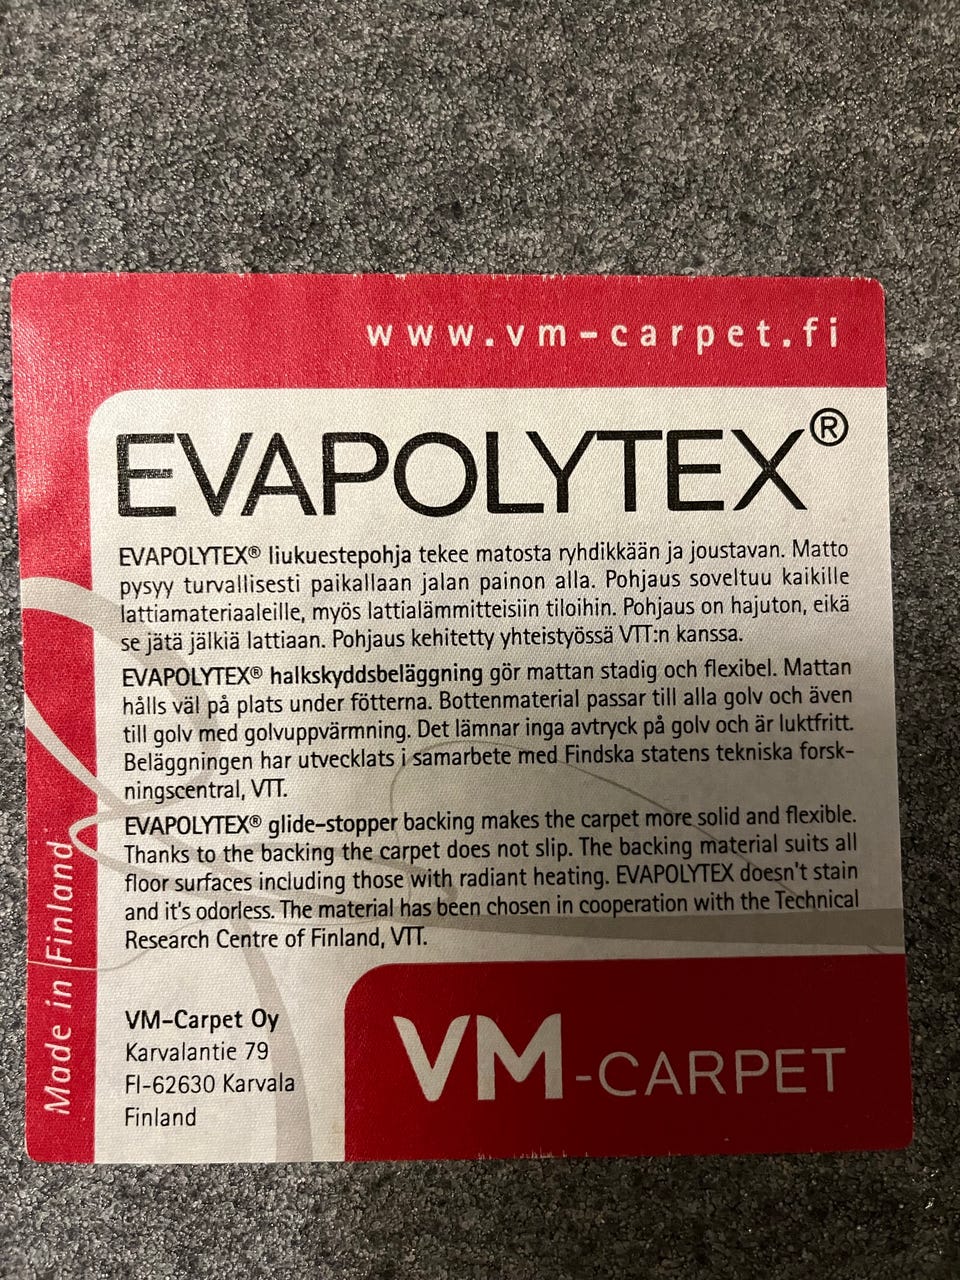 www.vm-carpet.fi
EVAPOLYTEX®
EVAPOLYTEX® liukuestepohja tekee matosta ryhdikkään ja joustavan. Matto
pysyy turvallisesti paikallaan jalan painon alla. Pohjaus soveltuu kaikille
lattiamateriaaleille, myös lattialämmitteisiin tiloihin. Pohjaus on hajuton, eikä
se jätä jälkiä lattiaan. Pohjaus kehitetty yhteistyössä VTT:n kanssa.
EVAPOLYTEX® halkskyddsbeläggning gör mattan stadig och flexibel. Mattan
hålls väl på plats under fötterna. Bottenmaterial passar till alla golv och även
till golv med golvuppvärmning. Det lämnar inga avtryck på golv och är luktfritt.
Beläggningen har utvecklats i samarbete med Findska statens tekniska forsk-
ningscentral, VTT.
EVAPOLYTEX® glide-stopper backing makes the carpet more solid and flexible.
Thanks to the backing the carpet does not slip. The backing material suits all
floor surfaces including those with radiant heating. EVAPOLYTEX doesn't stain
and it's odorless. The material has been chosen in cooperation with the Technical
Research Centre of Finland, VTT.
Made in Finland
VM-Carpet Oy
Karvalantie 79
FI-62630 Karvala
Finland
VM-CARPET